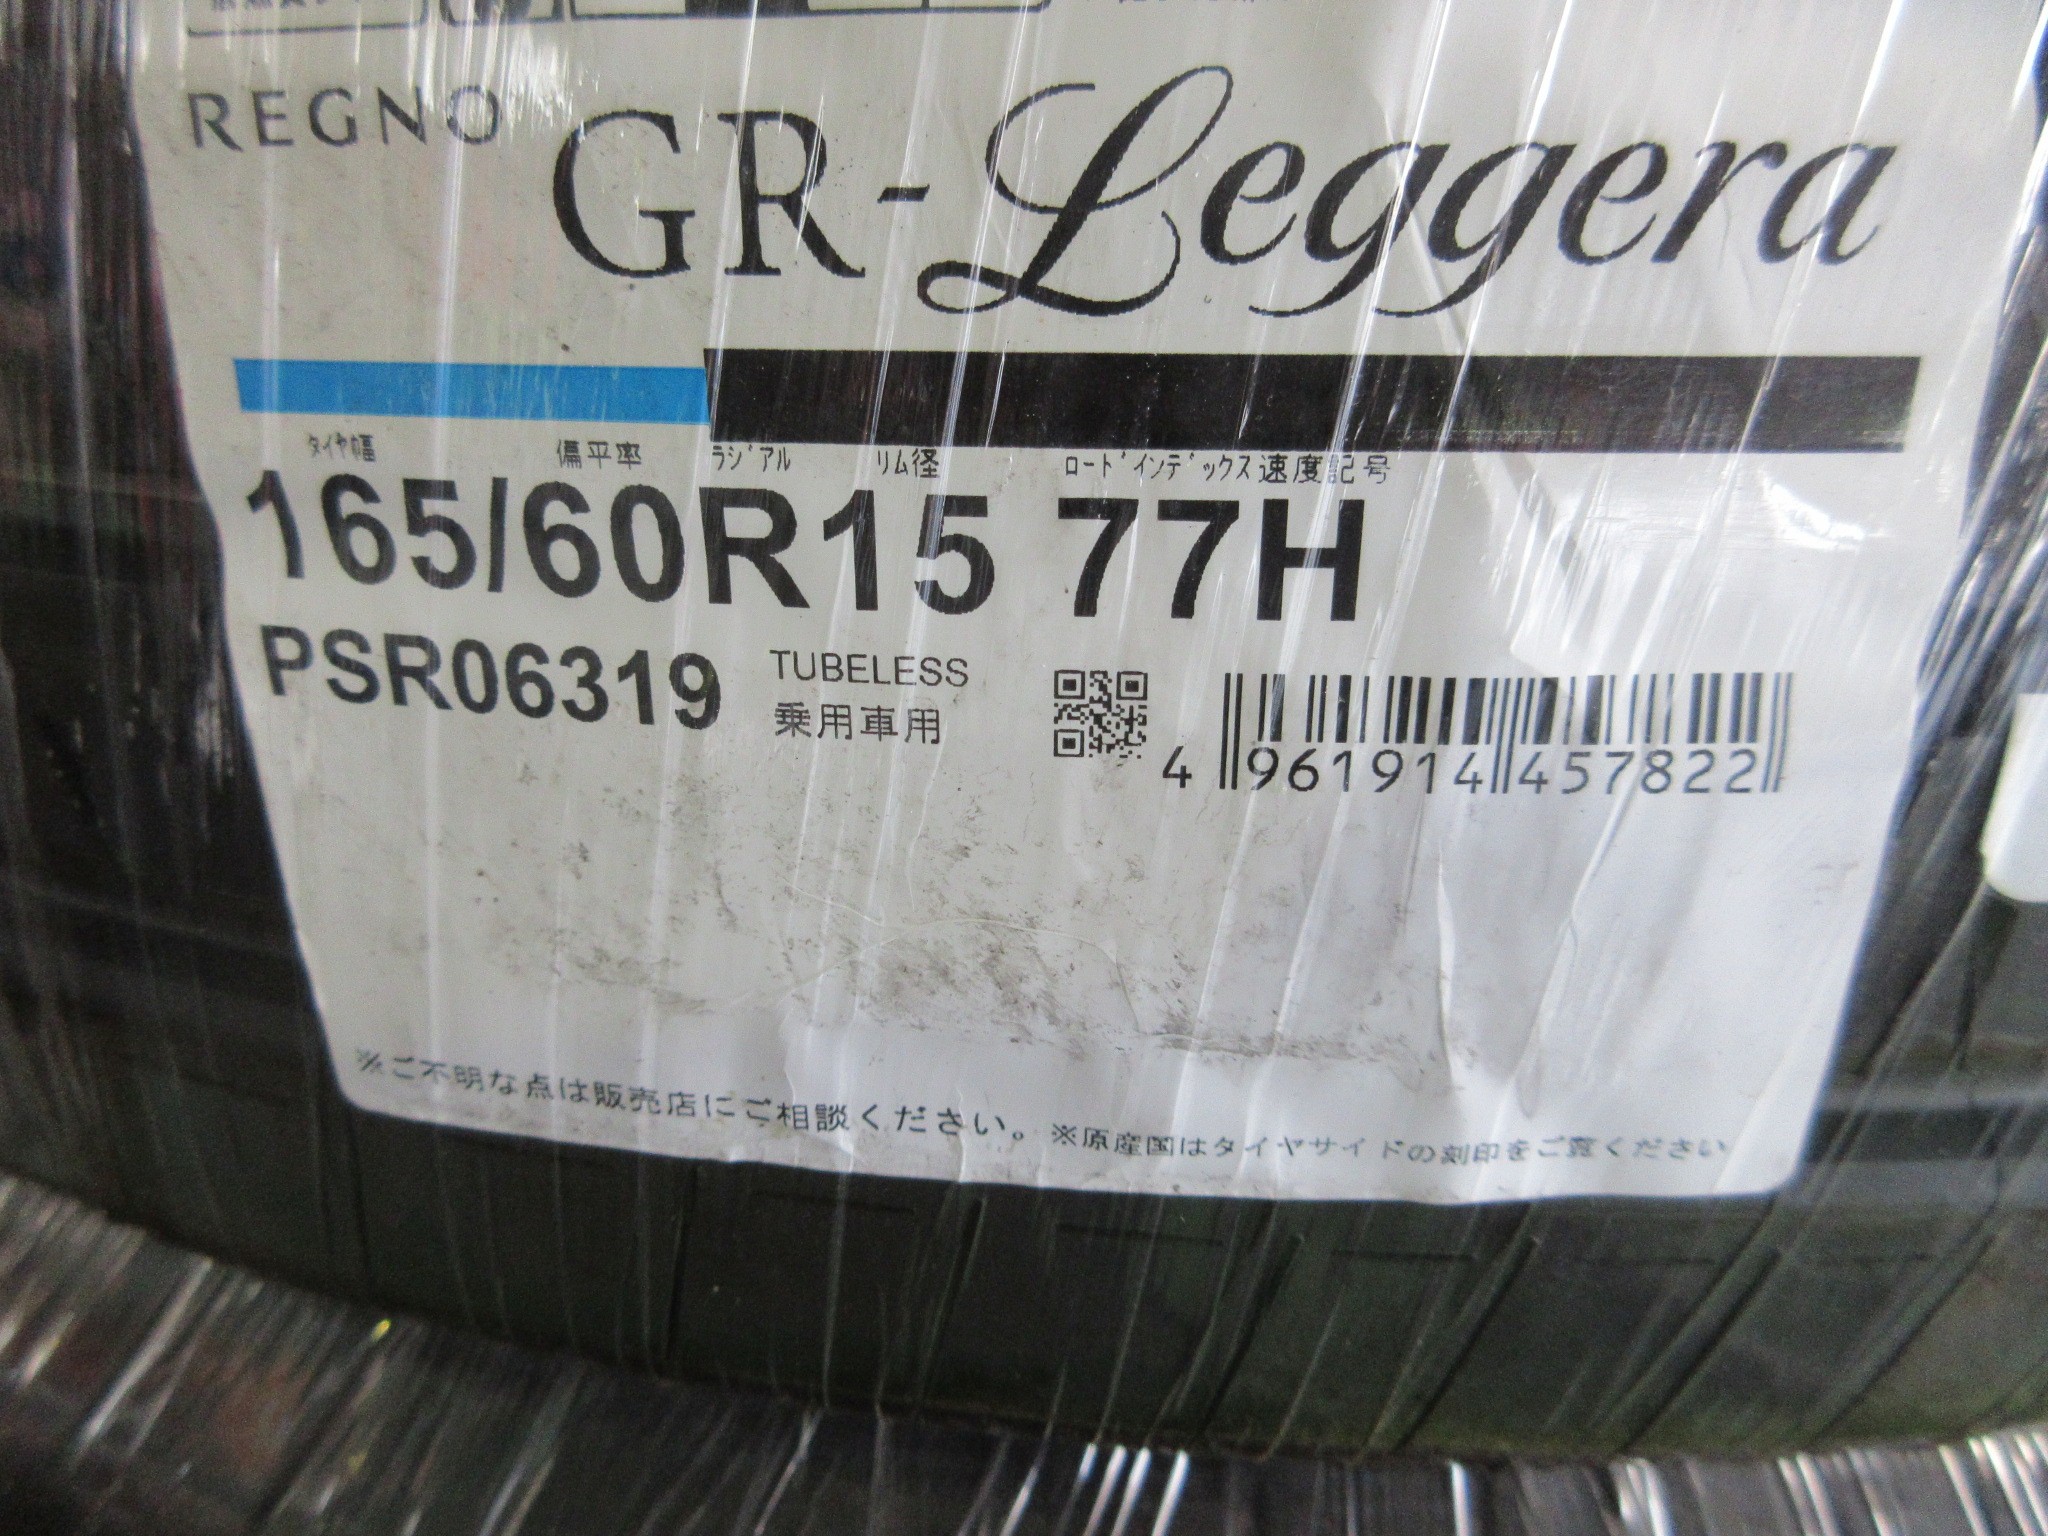 REGNO GR-Leggera
タイヤ幅 偏平率 ラジアル リム径 ロードインデックス 速度記号
165/60R15 77H
PSR06319 TUBELESS
乗用車用
4 961914 457822
※ご不明な点は販売店にご相談ください。※原産国はタイヤサイドの刻印をご覧ください